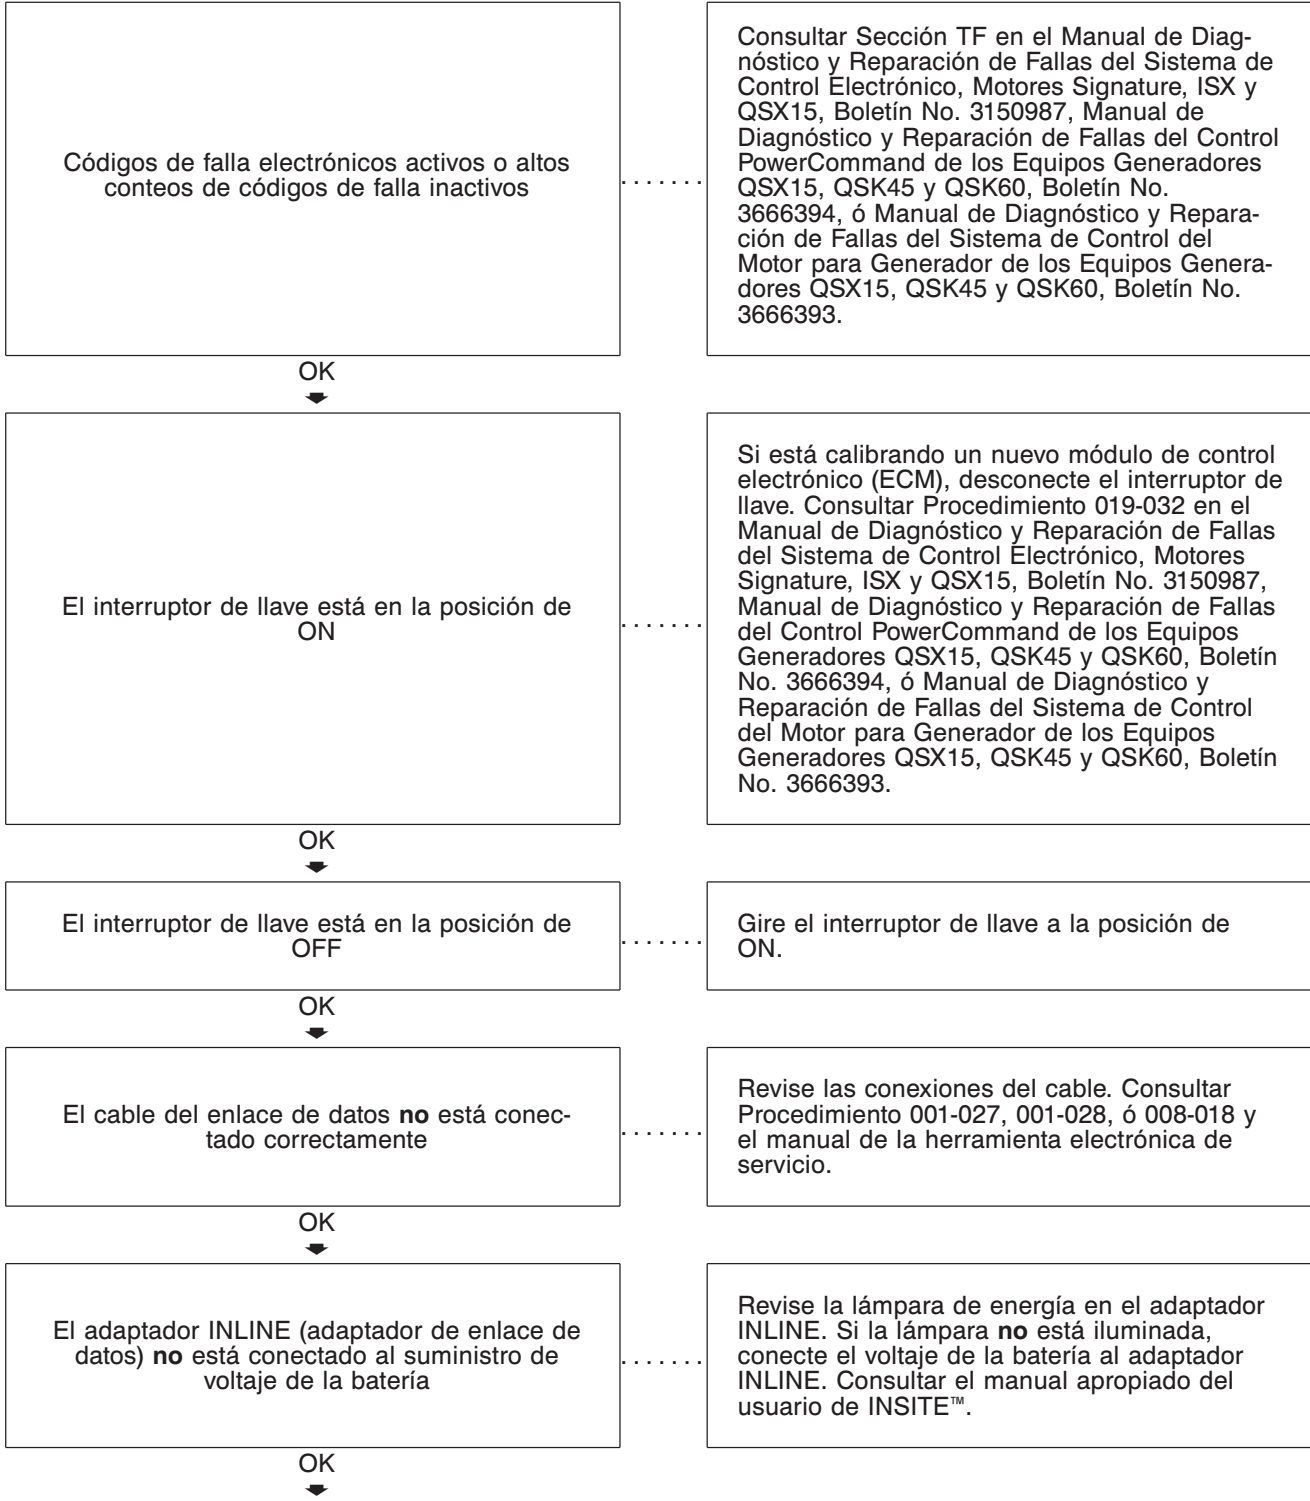 Códigos de falla electrónicos activos o altos
conteos de códigos de falla inactivos
.......
Consultar Sección TF en el Manual de Diag-
nóstico y Reparación de Fallas del Sistema de
Control Electrónico, Motores Signature, ISX y
QSX15, Boletín No. 3150987, Manual de
Diagnóstico y Reparación de Fallas del Control
PowerCommand de los Equipos Generadores
QSX15, QSK45 y QSK60, Boletín No.
3666394, ó Manual de Diagnóstico y Repara-
ción de Fallas del Sistema de Control del
Motor para Generador de los Equipos Genera-
dores QSX15, QSK45 y QSK60, Boletín No.
3666393.
OK
El interruptor de llave está en la posición de
ON
.......
Si está calibrando un nuevo módulo de control
electrónico (ECM), desconecte el interruptor de
llave. Consultar Procedimiento 019-032 en el
Manual de Diagnóstico y Reparación de Fallas
del Sistema de Control Electrónico, Motores
Signature, ISX y QSX15, Boletín No. 3150987,
Manual de Diagnóstico y Reparación de Fallas
del Control PowerCommand de los Equipos
Generadores QSX15, QSK45 y QSK60, Boletín
No. 3666394, ó Manual de Diagnóstico y
Reparación de Fallas del Sistema de Control
del Motor para Generador de los Equipos
Generadores QSX15, QSK45 y QSK60, Boletín
No. 3666393.
OK
El interruptor de llave está en la posición de
OFF
.......
Gire el interruptor de llave a la posición de
ON.
OK
El cable del enlace de datos no está conec-
tado correctamente
.......
Revise las conexiones del cable. Consultar
Procedimiento 001-027, 001-028, ó 008-018 y
el manual de la herramienta electrónica de
servicio.
OK
El adaptador INLINE (adaptador de enlace de
datos) no está conectado al suministro de
voltaje de la batería
.......
Revise la lámpara de energía en el adaptador
INLINE. Si la lámpara no está iluminada,
conecte el voltaje de la batería al adaptador
INLINE. Consultar el manual apropiado del
usuario de INSITE™.
OK